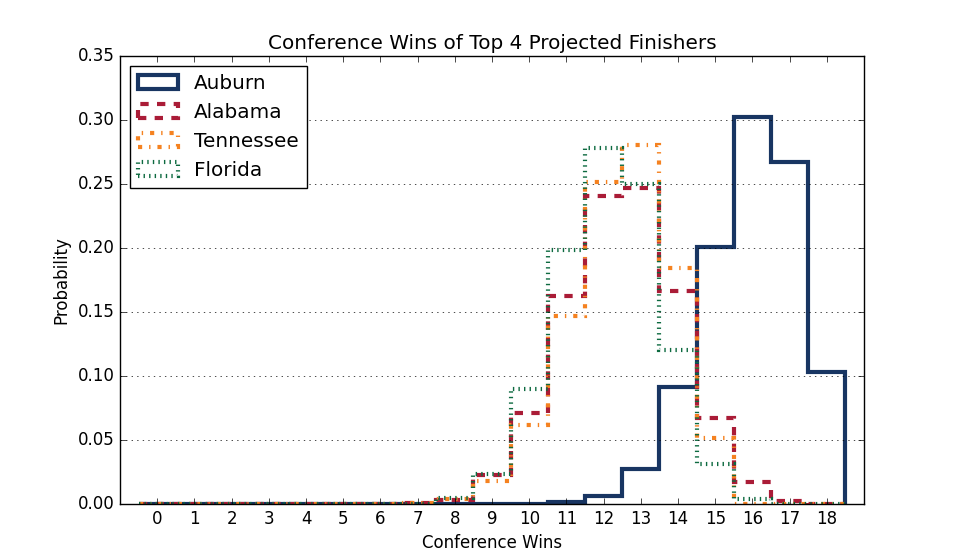 Conference Wins of Top 4 Projected Finishers
0.35
0.30
0.25
0.20
0.15
0.10
0.05
0.00
Probability
Auburn
Alabama
Tennessee
Florida
0 1 2 3 4 5 6 7 8 9 10 11 12 13 14 15 16 17 18
Conference Wins